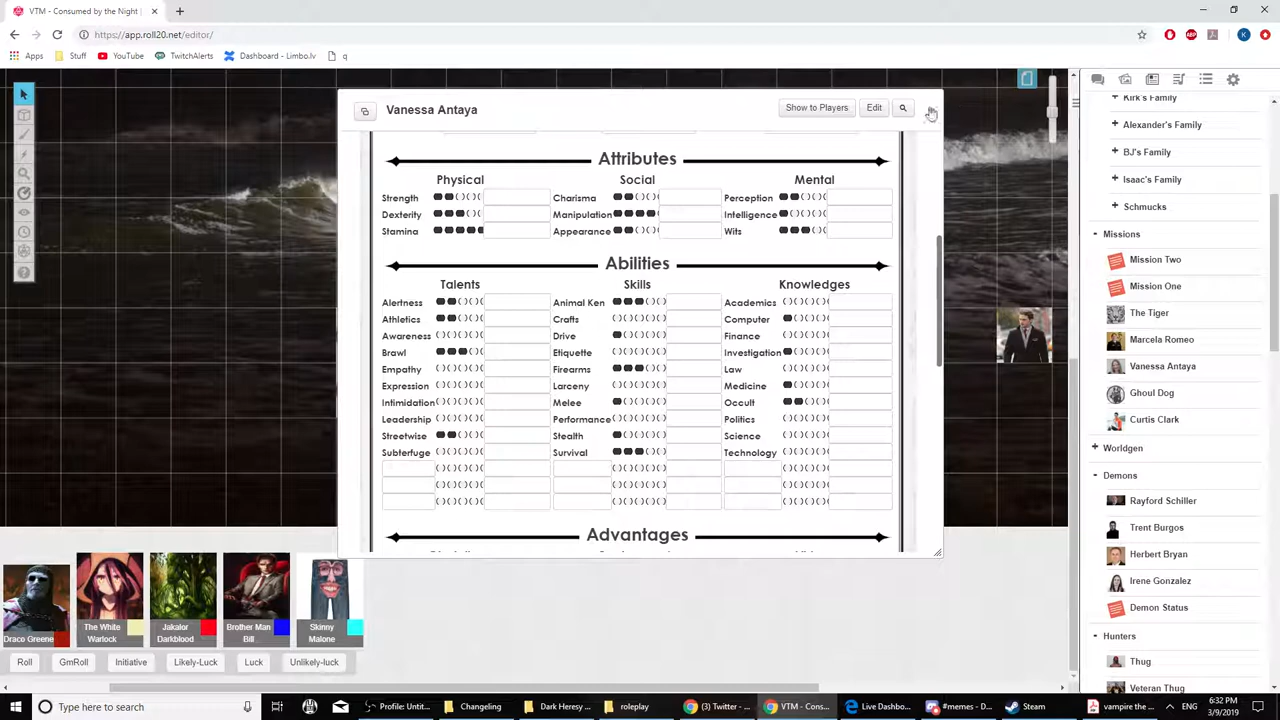 VTM - Consumed by the Night |
https://app.roll20.net/editor/
Apps Stuff YouTube TwitchAlerts Dashboard - Limbo.lv q
Vanessa Antaya Show to Players Edit
Attributes
Physical Social Mental
Strength Charisma Perception
Dexterity Manipulation Intelligence
Stamina Appearance Wits
Abilities
Talents Skills Knowledges
Alertness Animal Ken Academics
Athletics Crafts Computer
Awareness Drive Finance
Brawl Etiquette Investigation
Empathy Firearms Law
Expression Larceny Medicine
Intimidation Melee Occult
Leadership Performance Politics
Streetwise Stealth Science
Subterfuge Survival Technology
Advantages
Kirk's Family
Alexander's Family
BJ's Family
Isaac's Family
Schmucks
Missions
Mission Two
Mission One
The Tiger
Marcela Romeo
Vanessa Antaya
Ghoul Dog
Curtis Clark
Worldgen
Demons
Rayford Schiller
Trent Burgos
Herbert Bryan
Irene Gonzalez
Demon Status
Hunters
Thug
Veteran Thug
Draco Greene
The White Warlock
Jakalor Darkblood
Brother Man Bill
Skinny Malone
Roll GmRoll Initiative Likely-Luck Luck Unlikely-luck
Type here to search
Profile: Untit... Changeling Dark Heresy ... roleplay (3) Twitter - ... VTM - Cons... Live Dashbo... #memes - D... Steam vampire the ...
6:32 PM
3/9/2019